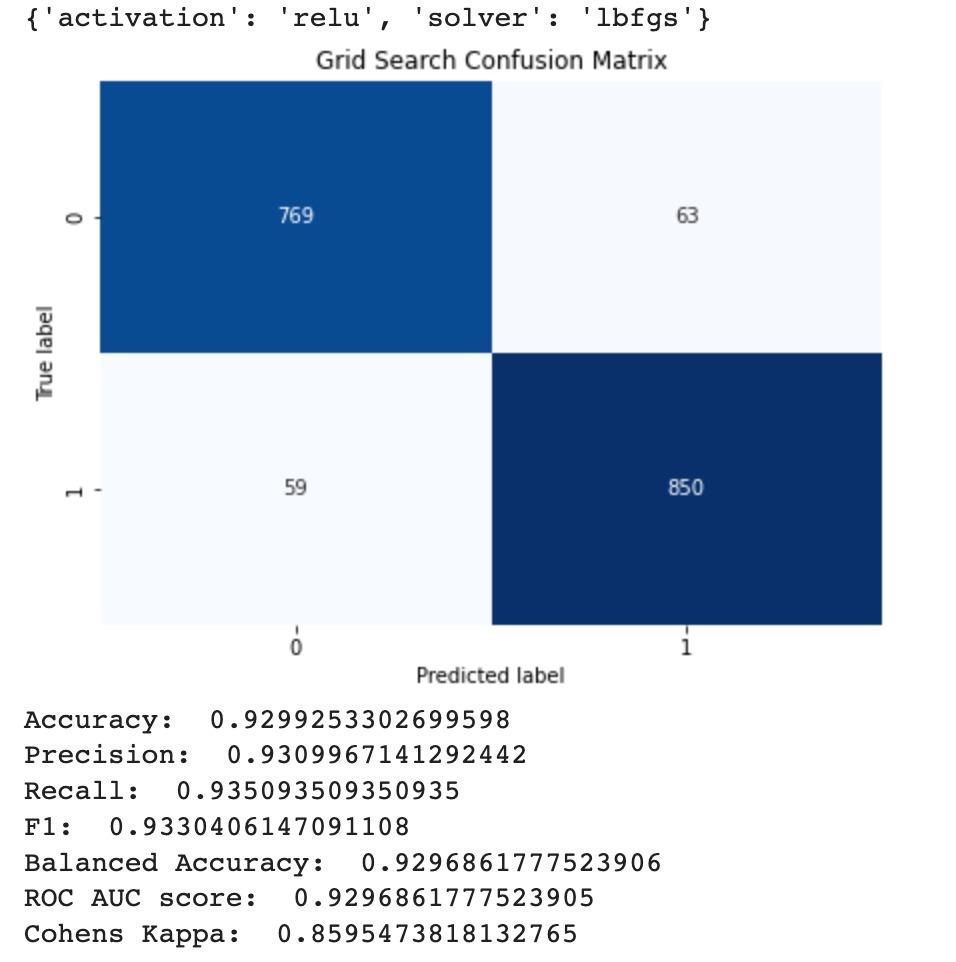 {'activation': 'relu', 'solver': 'lbfgs'}
Grid Search Confusion Matrix
0
769
63
True label
1
59
850
0
1
Predicted label
Accuracy:  0.9299253302699598
Precision:  0.9309967141292442
Recall:  0.935093509350935
F1:  0.9330406147091108
Balanced Accuracy:  0.9296861777523906
ROC AUC score:  0.9296861777523905
Cohens Kappa:  0.8595473818132765